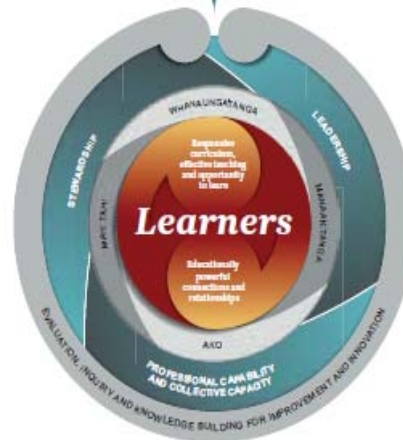 WHANAUNGATANGA
STEWARDSHIP
LEADERSHIP
Responsive
curriculum,
effective teaching
and opportunity
to learn
MAHI TAHI
Learners
MANAAKITANGA
Educationally
powerful
connections and
relationships
AKO
PROFESSIONAL CAPABILITY
AND COLLECTIVE CAPACITY
EVALUATION, INQUIRY AND KNOWLEDGE BUILDING FOR IMPROVEMENT AND INNOVATION